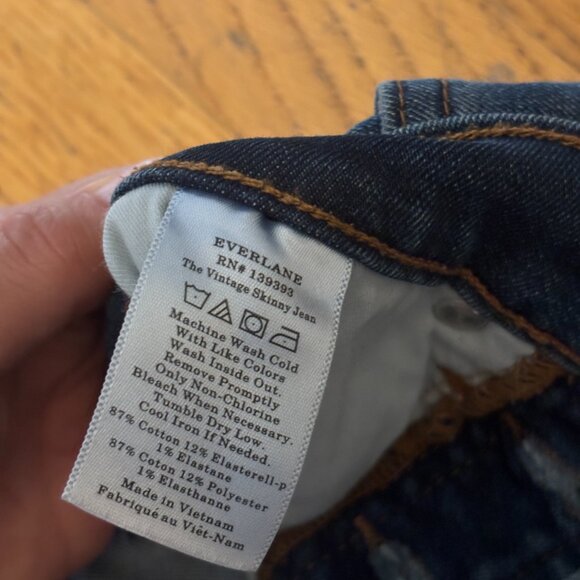 EVERLANE
RN# 139393
The Vintage Skinny Jean
Machine Wash Cold
With Like Colors
Wash Inside Out.
Remove Promptly
Only Non-Chlorine
Bleach When Necessary.
Tumble Dry Low.
Cool Iron If Needed.
87% Cotton 12% Elasterell-p
1% Elastane
87% Coton 12% Polyester
1% Elasthanne
Made in Vietnam
Fabriqué au Viêt-Nam